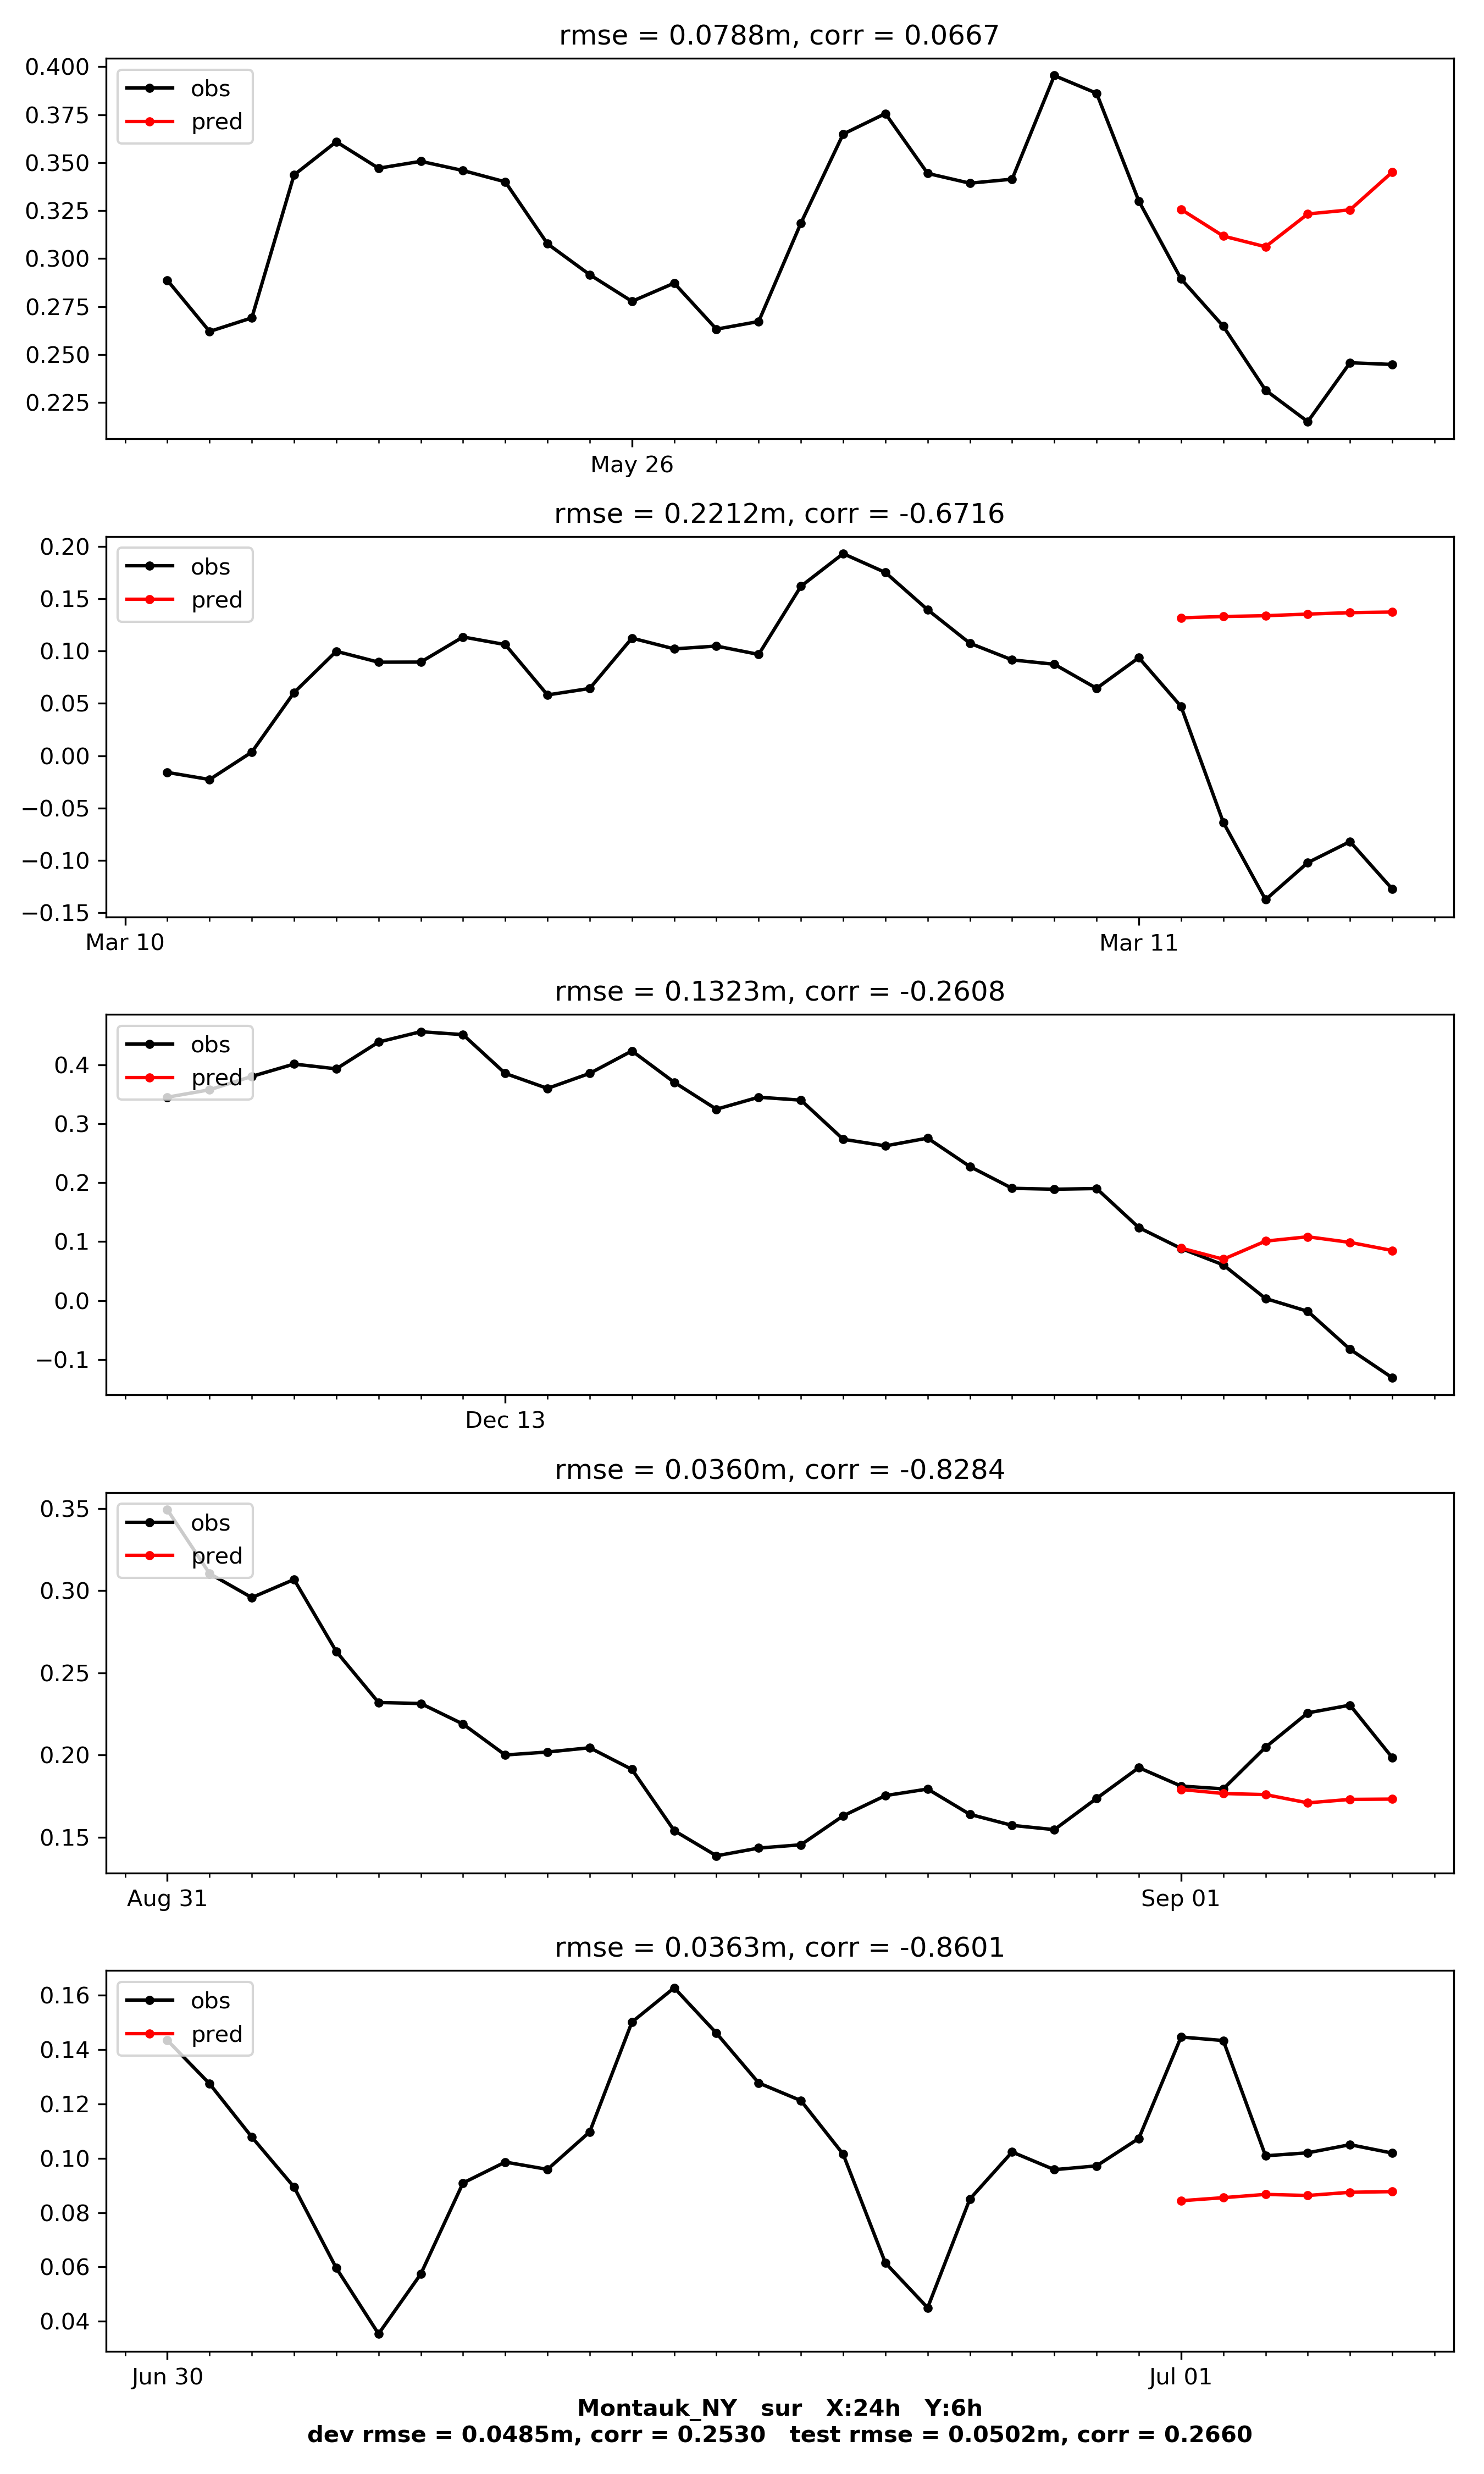 rmse = 0.0788m, corr = 0.0667
0.400
0.375
0.350
0.325
0.300
0.275
0.250
0.225
obs
pred
May 26
rmse = 0.2212m, corr = -0.6716
0.20
0.15
0.10
0.05
0.00
−0.05
−0.10
−0.15
obs
pred
Mar 10 Mar 11
rmse = 0.1323m, corr = -0.2608
0.4
0.3
0.2
0.1
0.0
−0.1
obs
pred
Dec 13
rmse = 0.0360m, corr = -0.8284
0.35
0.30
0.25
0.20
0.15
obs
pred
Aug 31 Sep 01
rmse = 0.0363m, corr = -0.8601
0.16
0.14
0.12
0.10
0.08
0.06
0.04
obs
pred
Jun 30 Jul 01
Montauk_NY sur X:24h Y:6h
dev rmse = 0.0485m, corr = 0.2530 test rmse = 0.0502m, corr = 0.2660